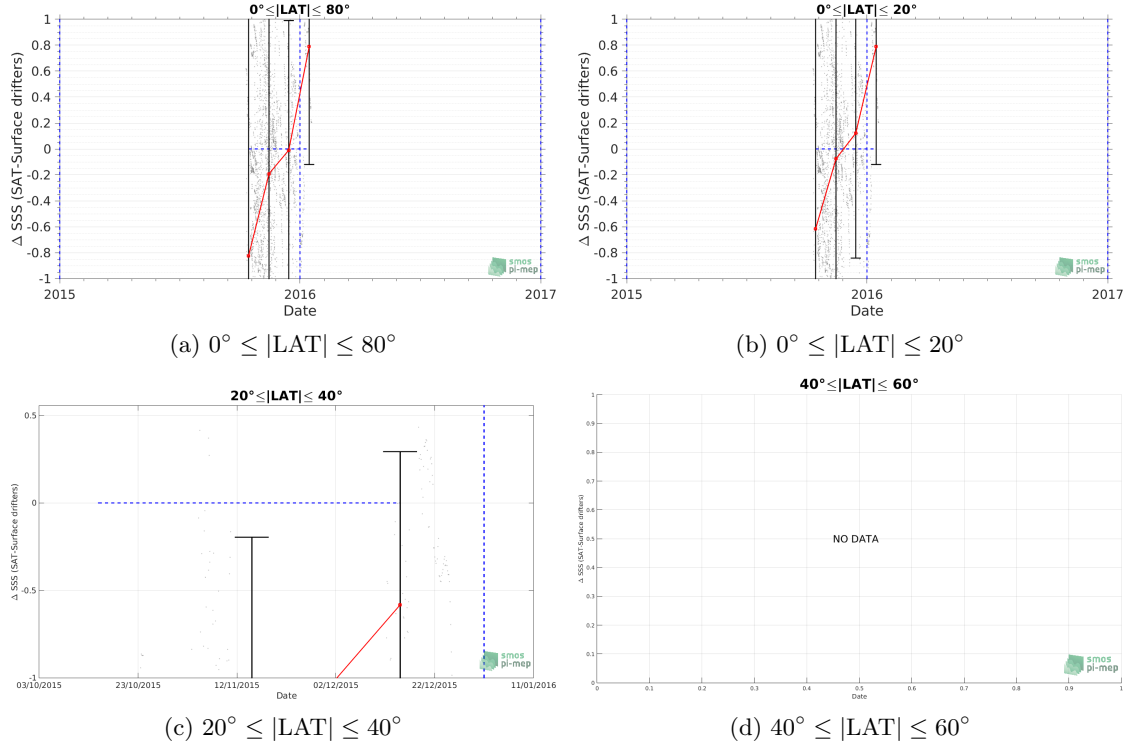 0°≤|LAT|≤ 80°
Δ SSS (SAT-Surface drifters)
1
0.8
0.6
0.4
0.2
0
-0.2
-0.4
-0.6
-0.8
-1
smos
pi-mep
2015 2016 2017
Date
(a) 0° ≤ |LAT| ≤ 80°
0°≤|LAT|≤ 20°
Δ SSS (SAT-Surface drifters)
1
0.8
0.6
0.4
0.2
0
-0.2
-0.4
-0.6
-0.8
-1
smos
pi-mep
2015 2016 2017
Date
(b) 0° ≤ |LAT| ≤ 20°
20°≤|LAT|≤ 40°
Δ SSS (SAT-Surface drifters)
0.5
0
-0.5
-1
smos
pi-mep
03/10/2015 23/10/2015 12/11/2015 02/12/2015 22/12/2015 11/01/2016
Date
(c) 20° ≤ |LAT| ≤ 40°
40°≤|LAT|≤ 60°
Δ SSS (SAT-Surface drifters)
1
0.9
0.8
0.7
0.6
0.5
0.4
0.3
0.2
0.1
0
NO DATA
smos
pi-mep
0 0.1 0.2 0.3 0.4 0.5 0.6 0.7 0.8 0.9 1
Date
(d) 40° ≤ |LAT| ≤ 60°